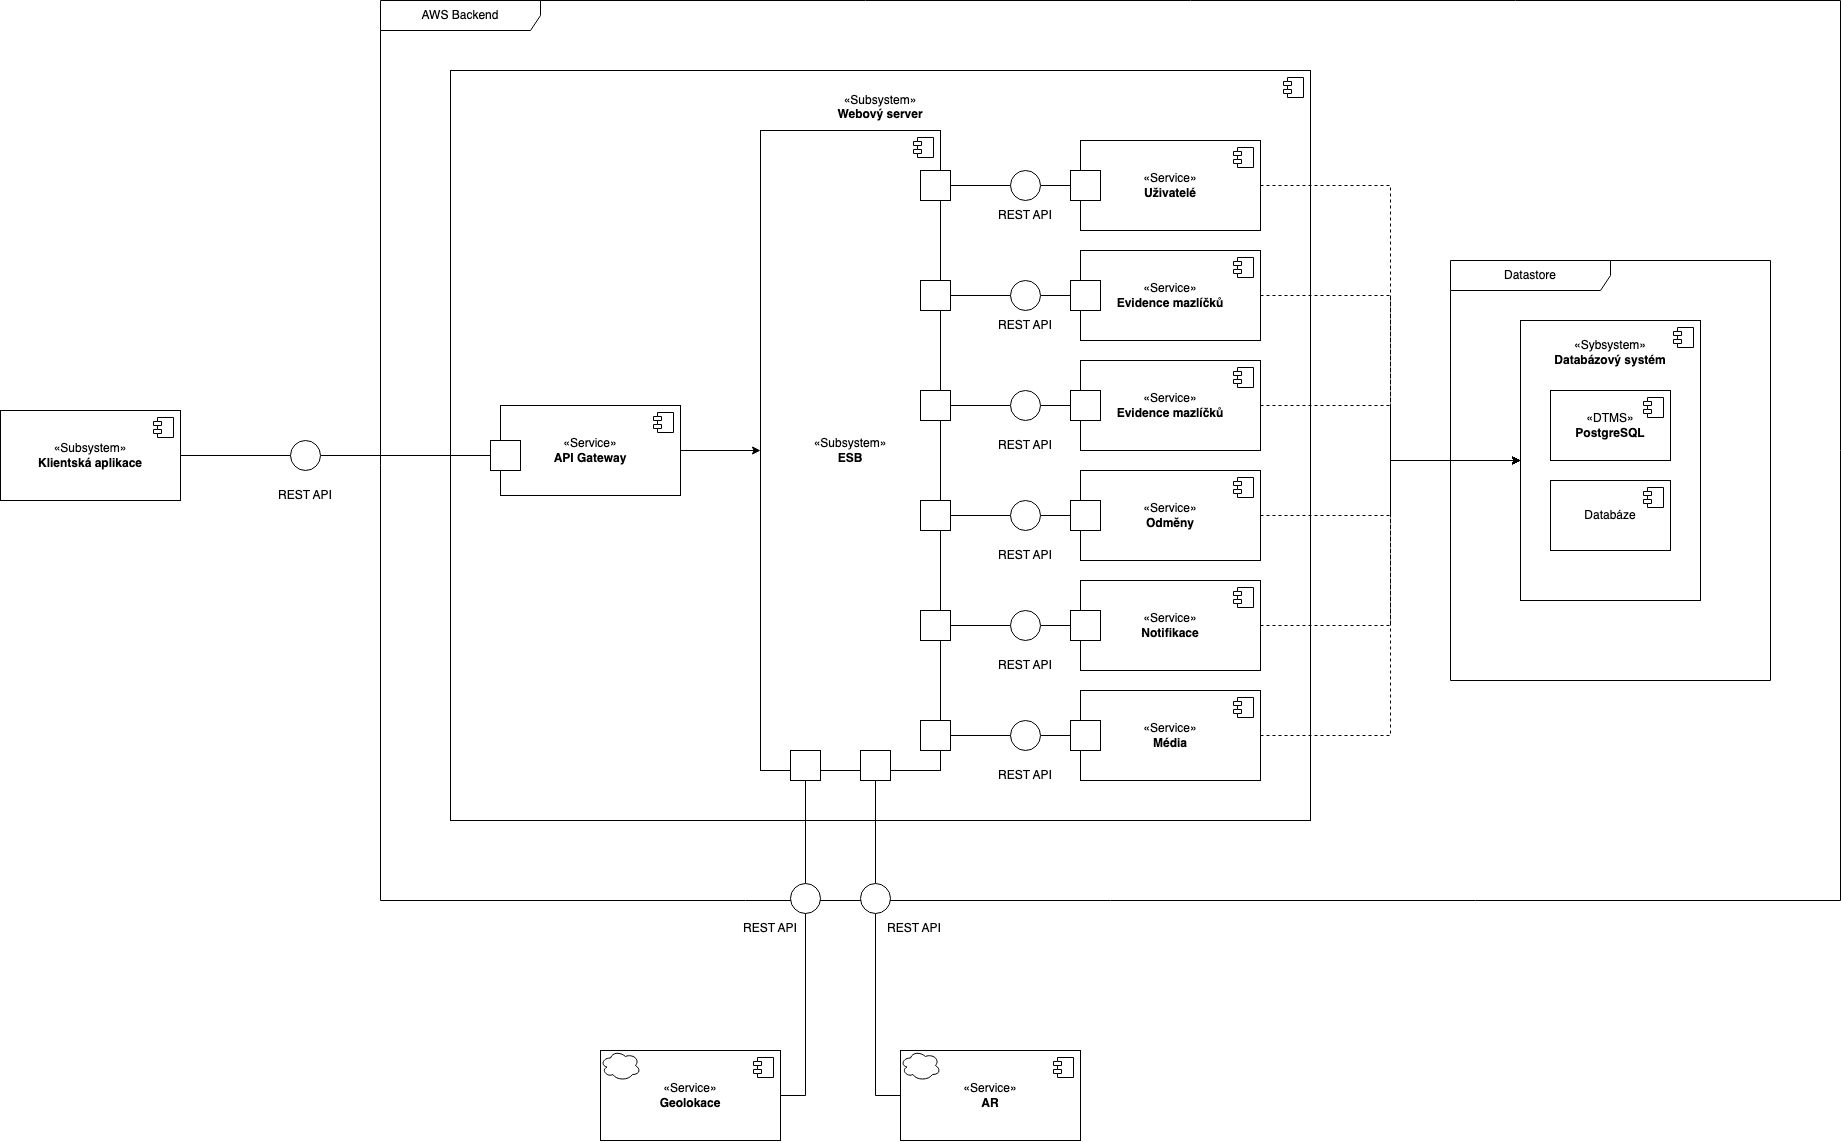 AWS Backend
«Subsystem»
Webový server
«Service»
Uživatelé
REST API
«Service»
Evidence mazlíčků
REST API
Datastore
«Sybsystem»
Databázový systém
«Service»
Evidence mazlíčků
REST API
«DTMS»
PostgreSQL
«Subsystem»
Klientská aplikace
REST API
«Service»
API Gateway
«Subsystem»
ESB
«Service»
Odměny
REST API
Databáze
«Service»
Notifikace
REST API
«Service»
Média
REST API
REST API
REST API
«Service»
Geolokace
«Service»
AR